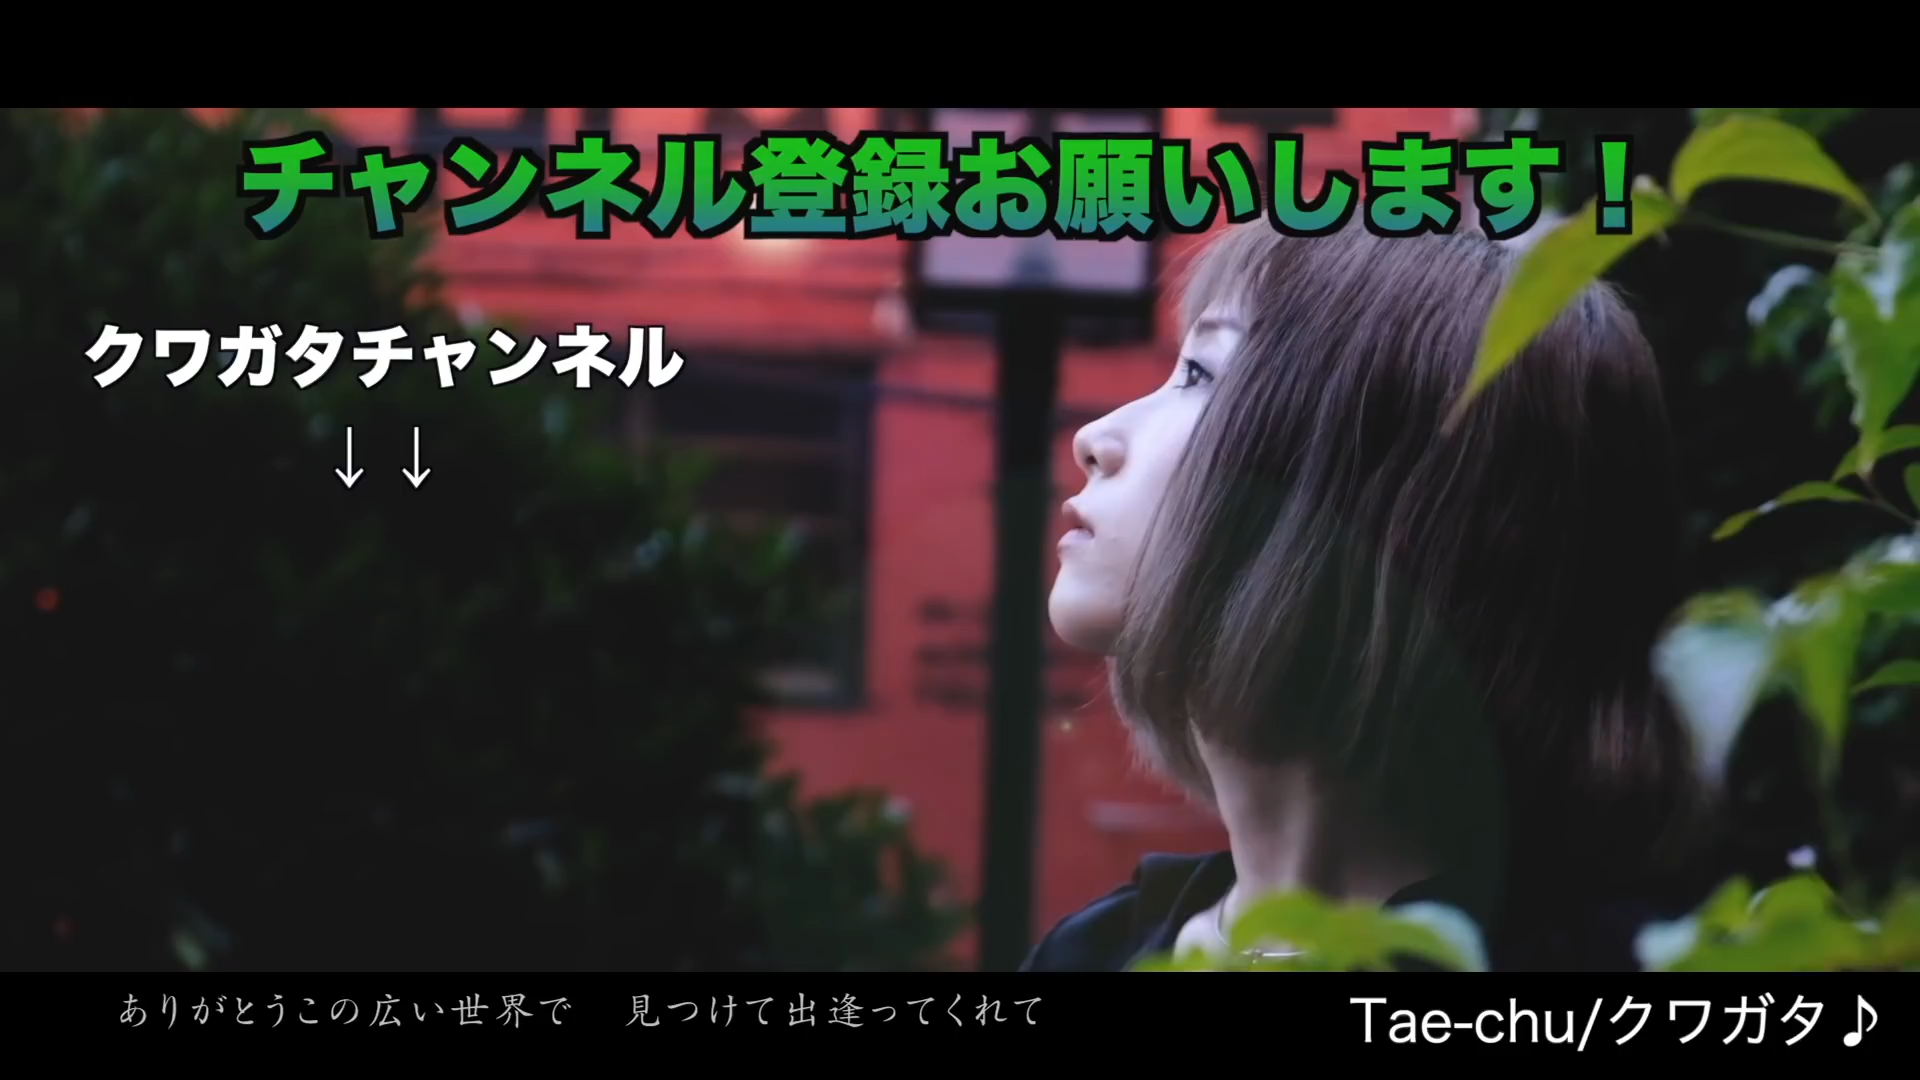 チャンネル登録お願いします！
クワガタチャンネル
↓ ↓
ありがとうこの広い世界で　見つけて出逢ってくれて
Tae-chu/クワガタ♪